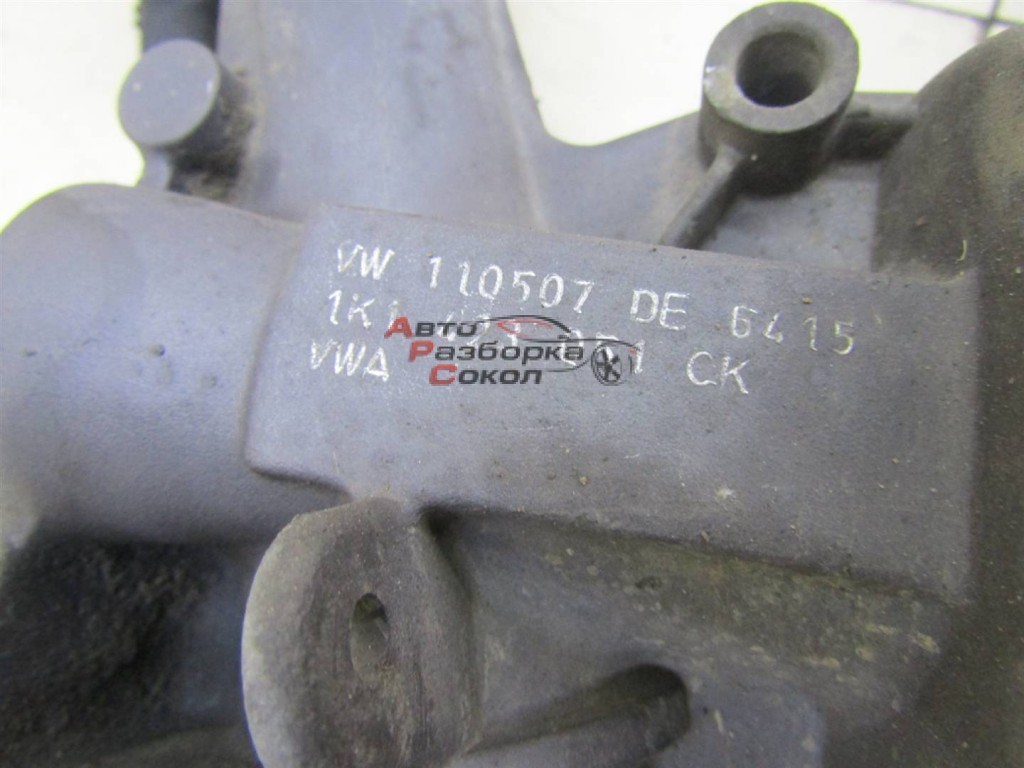 VW 110507 DE 6415
1K1 CK
VWA
Авто
Разборка
Сокол